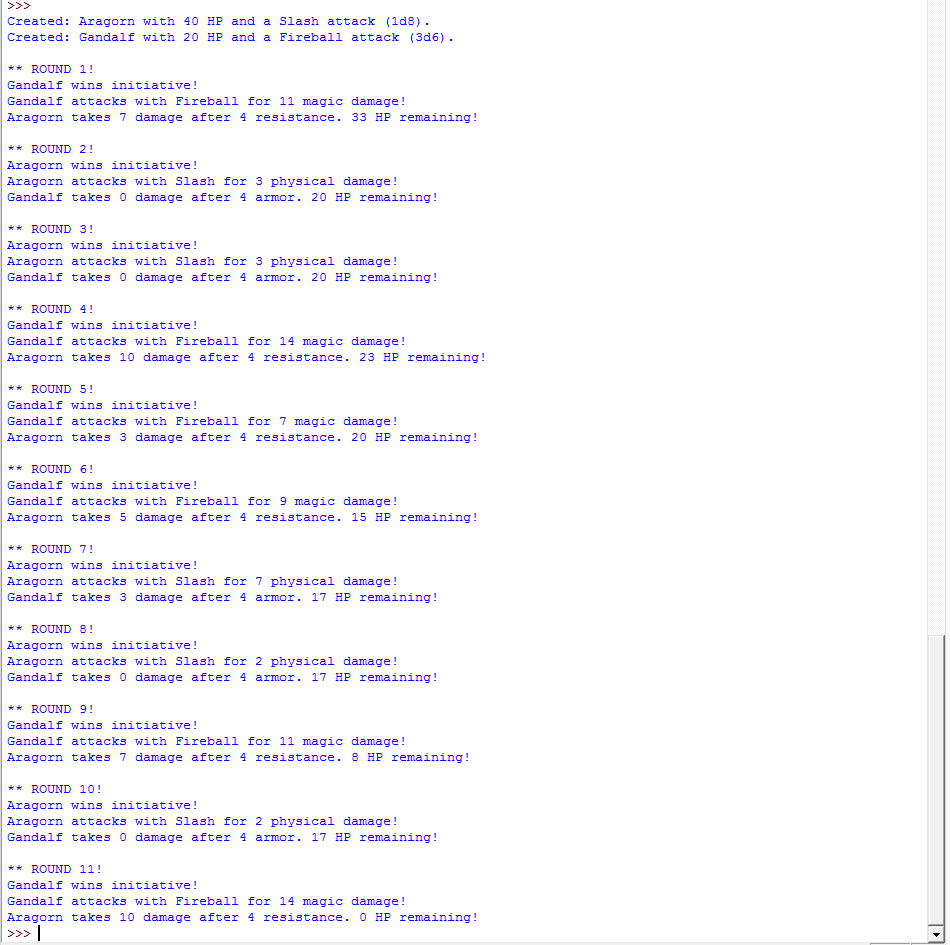 >>>
Created: Aragorn with 40 HP and a Slash attack (1d8).
Created: Gandalf with 20 HP and a Fireball attack (3d6).
** ROUND 1!
Gandalf wins initiative!
Gandalf attacks with Fireball for 11 magic damage!
Aragorn takes 7 damage after 4 resistance. 33 HP remaining!
** ROUND 2!
Aragorn wins initiative!
Aragorn attacks with Slash for 3 physical damage!
Gandalf takes 0 damage after 4 armor. 20 HP remaining!
** ROUND 3!
Aragorn wins initiative!
Aragorn attacks with Slash for 3 physical damage!
Gandalf takes 0 damage after 4 armor. 20 HP remaining!
** ROUND 4!
Gandalf wins initiative!
Gandalf attacks with Fireball for 14 magic damage!
Aragorn takes 10 damage after 4 resistance. 23 HP remaining!
** ROUND 5!
Gandalf wins initiative!
Gandalf attacks with Fireball for 7 magic damage!
Aragorn takes 3 damage after 4 resistance. 20 HP remaining!
** ROUND 6!
Gandalf wins initiative!
Gandalf attacks with Fireball for 9 magic damage!
Aragorn takes 5 damage after 4 resistance. 15 HP remaining!
** ROUND 7!
Aragorn wins initiative!
Aragorn attacks with Slash for 7 physical damage!
Gandalf takes 3 damage after 4 armor. 17 HP remaining!
** ROUND 8!
Aragorn wins initiative!
Aragorn attacks with Slash for 2 physical damage!
Gandalf takes 0 damage after 4 armor. 17 HP remaining!
** ROUND 9!
Gandalf wins initiative!
Gandalf attacks with Fireball for 11 magic damage!
Aragorn takes 7 damage after 4 resistance. 8 HP remaining!
** ROUND 10!
Aragorn wins initiative!
Aragorn attacks with Slash for 2 physical damage!
Gandalf takes 0 damage after 4 armor. 17 HP remaining!
** ROUND 11!
Gandalf wins initiative!
Gandalf attacks with Fireball for 14 magic damage!
Aragorn takes 10 damage after 4 resistance. 0 HP remaining!
>>>